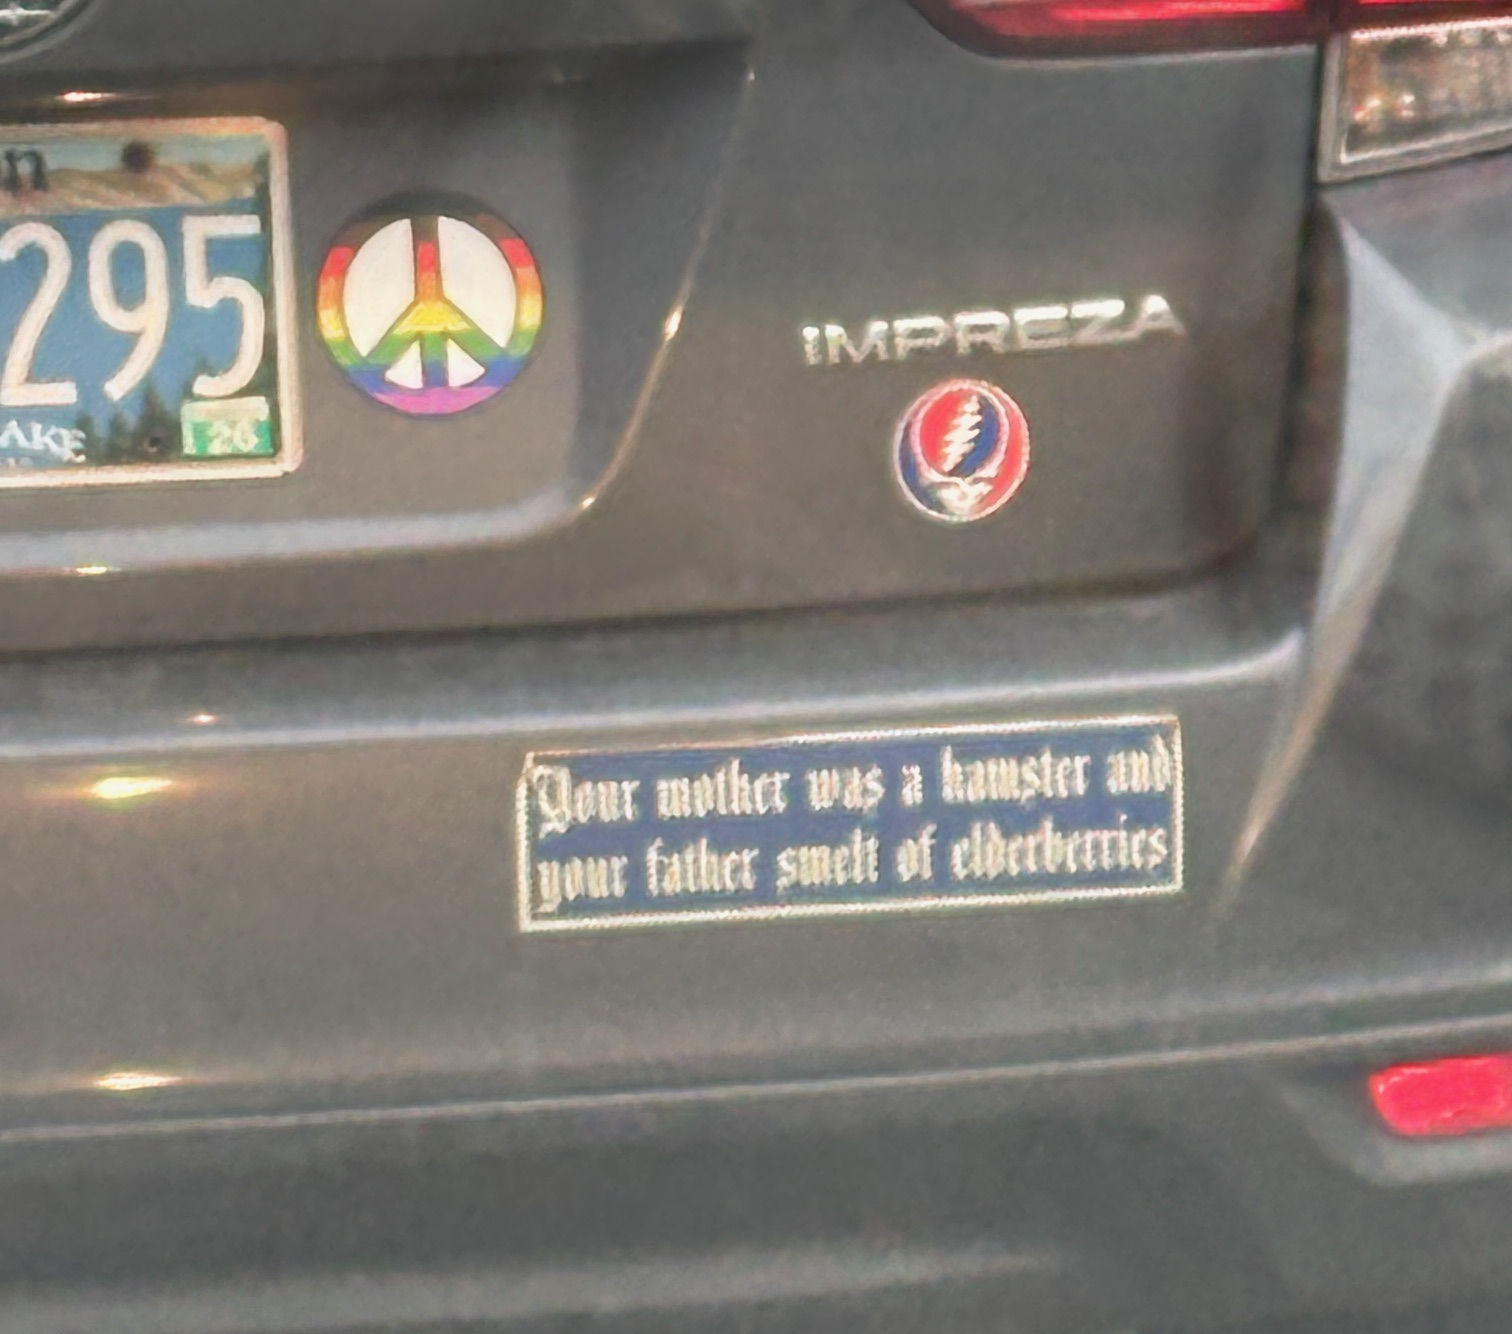 n
295
AKE
26
IMPREZA
Your mother was a hamster and
your father smelt of elderberries